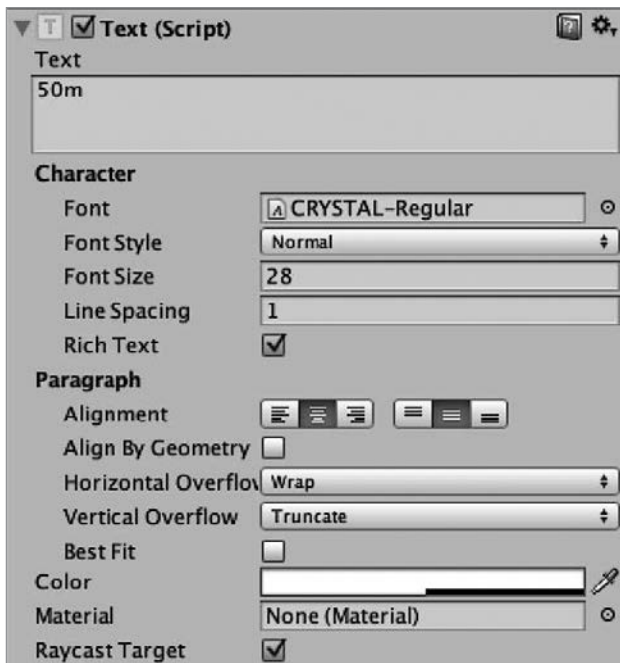 Text (Script)
Text
50m
Character
Font CRYSTAL-Regular
Font Style Normal
Font Size 28
Line Spacing 1
Rich Text
Paragraph
Alignment
Align By Geometry
Horizontal Overflow Wrap
Vertical Overflow Truncate
Best Fit
Color
Material None (Material)
Raycast Target